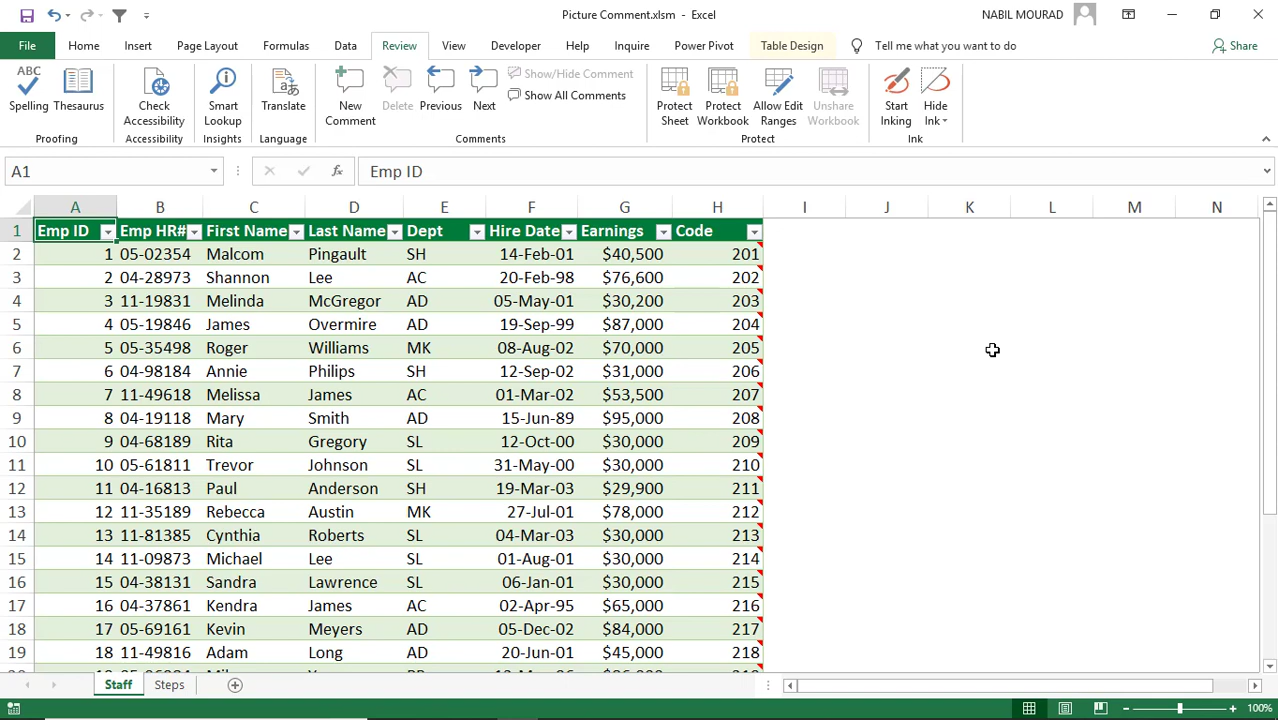 Picture Comment.xlsm - Excel
NABIL MOURAD
File Home Insert Page Layout Formulas Data Review View Developer Help Inquire Power Pivot Table Design Tell me what you want to do Share
ABC
Spelling
Thesaurus
Check Accessibility
Smart Lookup
Translate
New Comment
Delete
Previous
Next
Show/Hide Comment
Show All Comments
Protect Sheet
Protect Workbook
Allow Edit Ranges
Unshare Workbook
Start Inking
Hide Ink
Proofing Accessibility Insights Language Comments Protect Ink
A1 fx Emp ID
A B C D E F G H I J K L M N
1 Emp ID Emp HR# First Name Last Name Dept Hire Date Earnings Code
2 1 05-02354 Malcom Pingault SH 14-Feb-01 $40,500 201
3 2 04-28973 Shannon Lee AC 20-Feb-98 $76,600 202
4 3 11-19831 Melinda McGregor AD 05-May-01 $30,200 203
5 4 05-19846 James Overmire AD 19-Sep-99 $87,000 204
6 5 05-35498 Roger Williams MK 08-Aug-02 $70,000 205
7 6 04-98184 Annie Philips SH 12-Sep-02 $31,000 206
8 7 11-49618 Melissa James AC 01-Mar-02 $53,500 207
9 8 04-19118 Mary Smith AD 15-Jun-89 $95,000 208
10 9 04-68189 Rita Gregory SL 12-Oct-00 $30,000 209
11 10 05-61811 Trevor Johnson SL 31-May-00 $30,000 210
12 11 04-16813 Paul Anderson SH 19-Mar-03 $29,900 211
13 12 11-35189 Rebecca Austin MK 27-Jul-01 $78,000 212
14 13 11-81385 Cynthia Roberts SL 04-Mar-03 $30,000 213
15 14 11-09873 Michael Lee SL 01-Aug-01 $30,000 214
16 15 04-38131 Sandra Lawrence SL 06-Jan-01 $30,000 215
17 16 04-37861 Kendra James AC 02-Apr-95 $65,000 216
18 17 05-69161 Kevin Meyers AD 05-Dec-02 $84,000 217
19 18 11-49816 Adam Long AD 20-Jun-01 $45,000 218
Staff Steps
100%